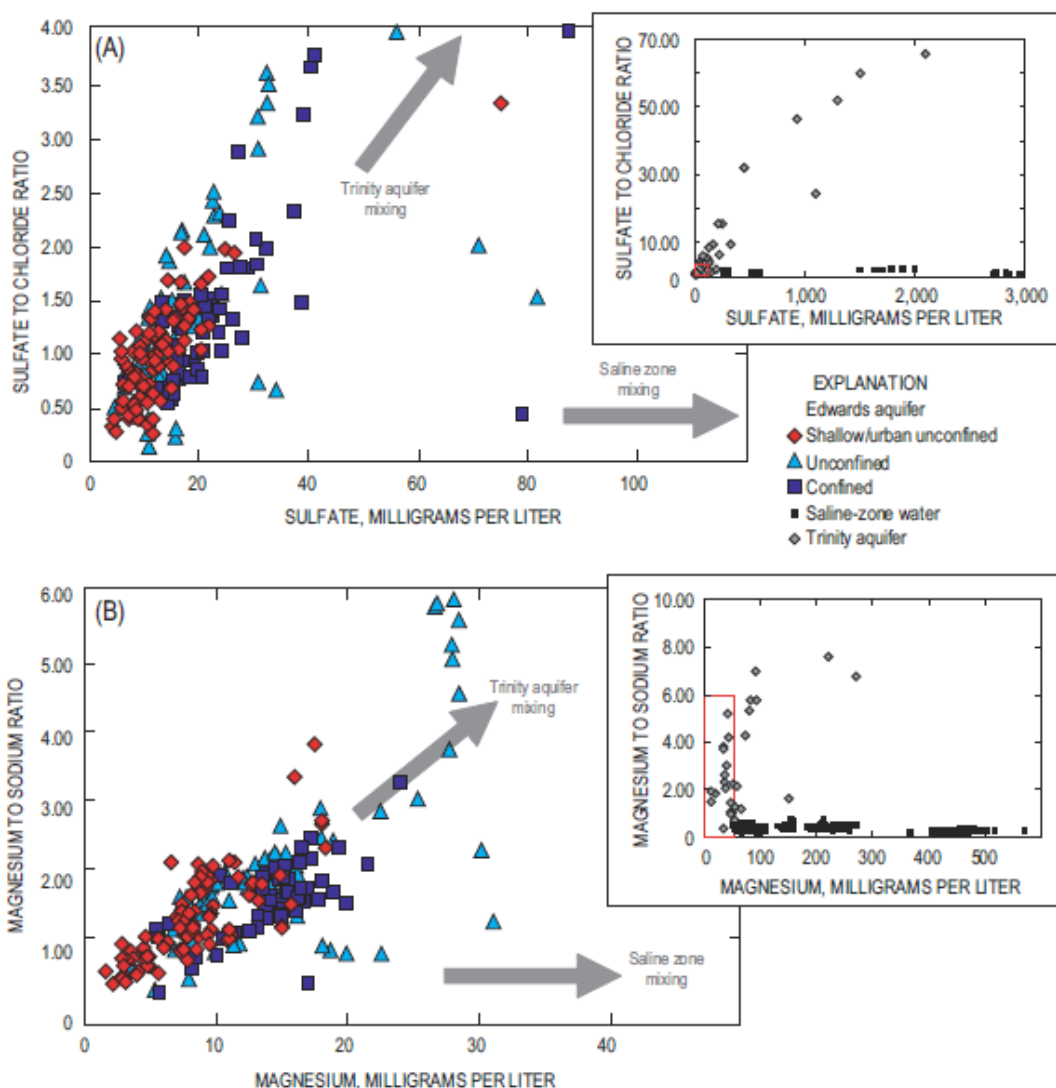 (A)
SULFATE TO CHLORIDE RATIO
4.00
3.50
3.00
2.50
2.00
1.50
1.00
0.50
0
0 20 40 60 80 100
SULFATE, MILLIGRAMS PER LITER
Trinity aquifer
mixing
Saline zone
mixing
SULFATE TO CHLORIDE RATIO
70.00
50.00
30.00
10.00
0
0 1,000 2,000 3,000
SULFATE, MILLIGRAMS PER LITER
EXPLANATION
Edwards aquifer
Shallow/urban unconfined
Unconfined
Confined
Saline-zone water
Trinity aquifer
(B)
MAGNESIUM TO SODIUM RATIO
6.00
5.00
4.00
3.00
2.00
1.00
0
0 10 20 30 40
MAGNESIUM, MILLIGRAMS PER LITER
Trinity aquifer
mixing
Saline zone
mixing
MAGNESIUM TO SODIUM RATIO
10.00
8.00
6.00
4.00
2.00
0
0 100 200 300 400 500
MAGNESIUM, MILLIGRAMS PER LITER